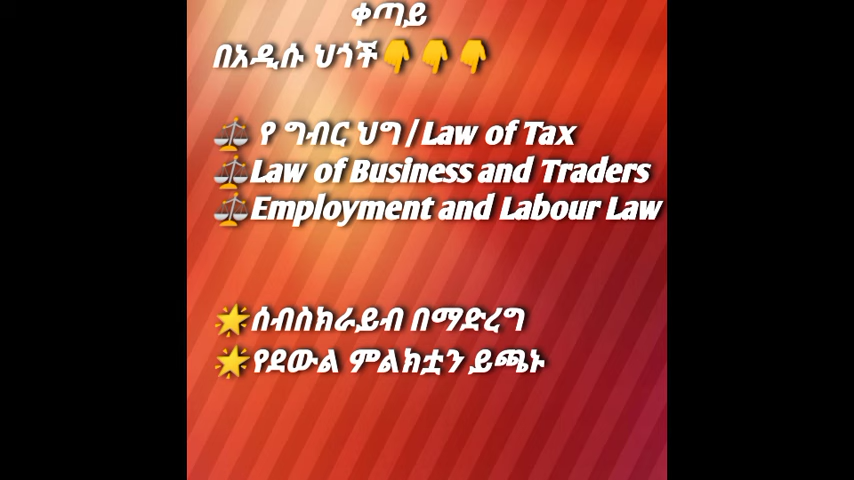 ቀጣይ
በአዲሱ ህጎች👇👇👇
⚖️ የ ግብር ህግ/Law of Tax
⚖️Law of Business and Traders
⚖️Employment and Labour Law
🌟ሰብስክራይብ በማድረግ
🌟የደውል ምልክቷን ይጫኑ